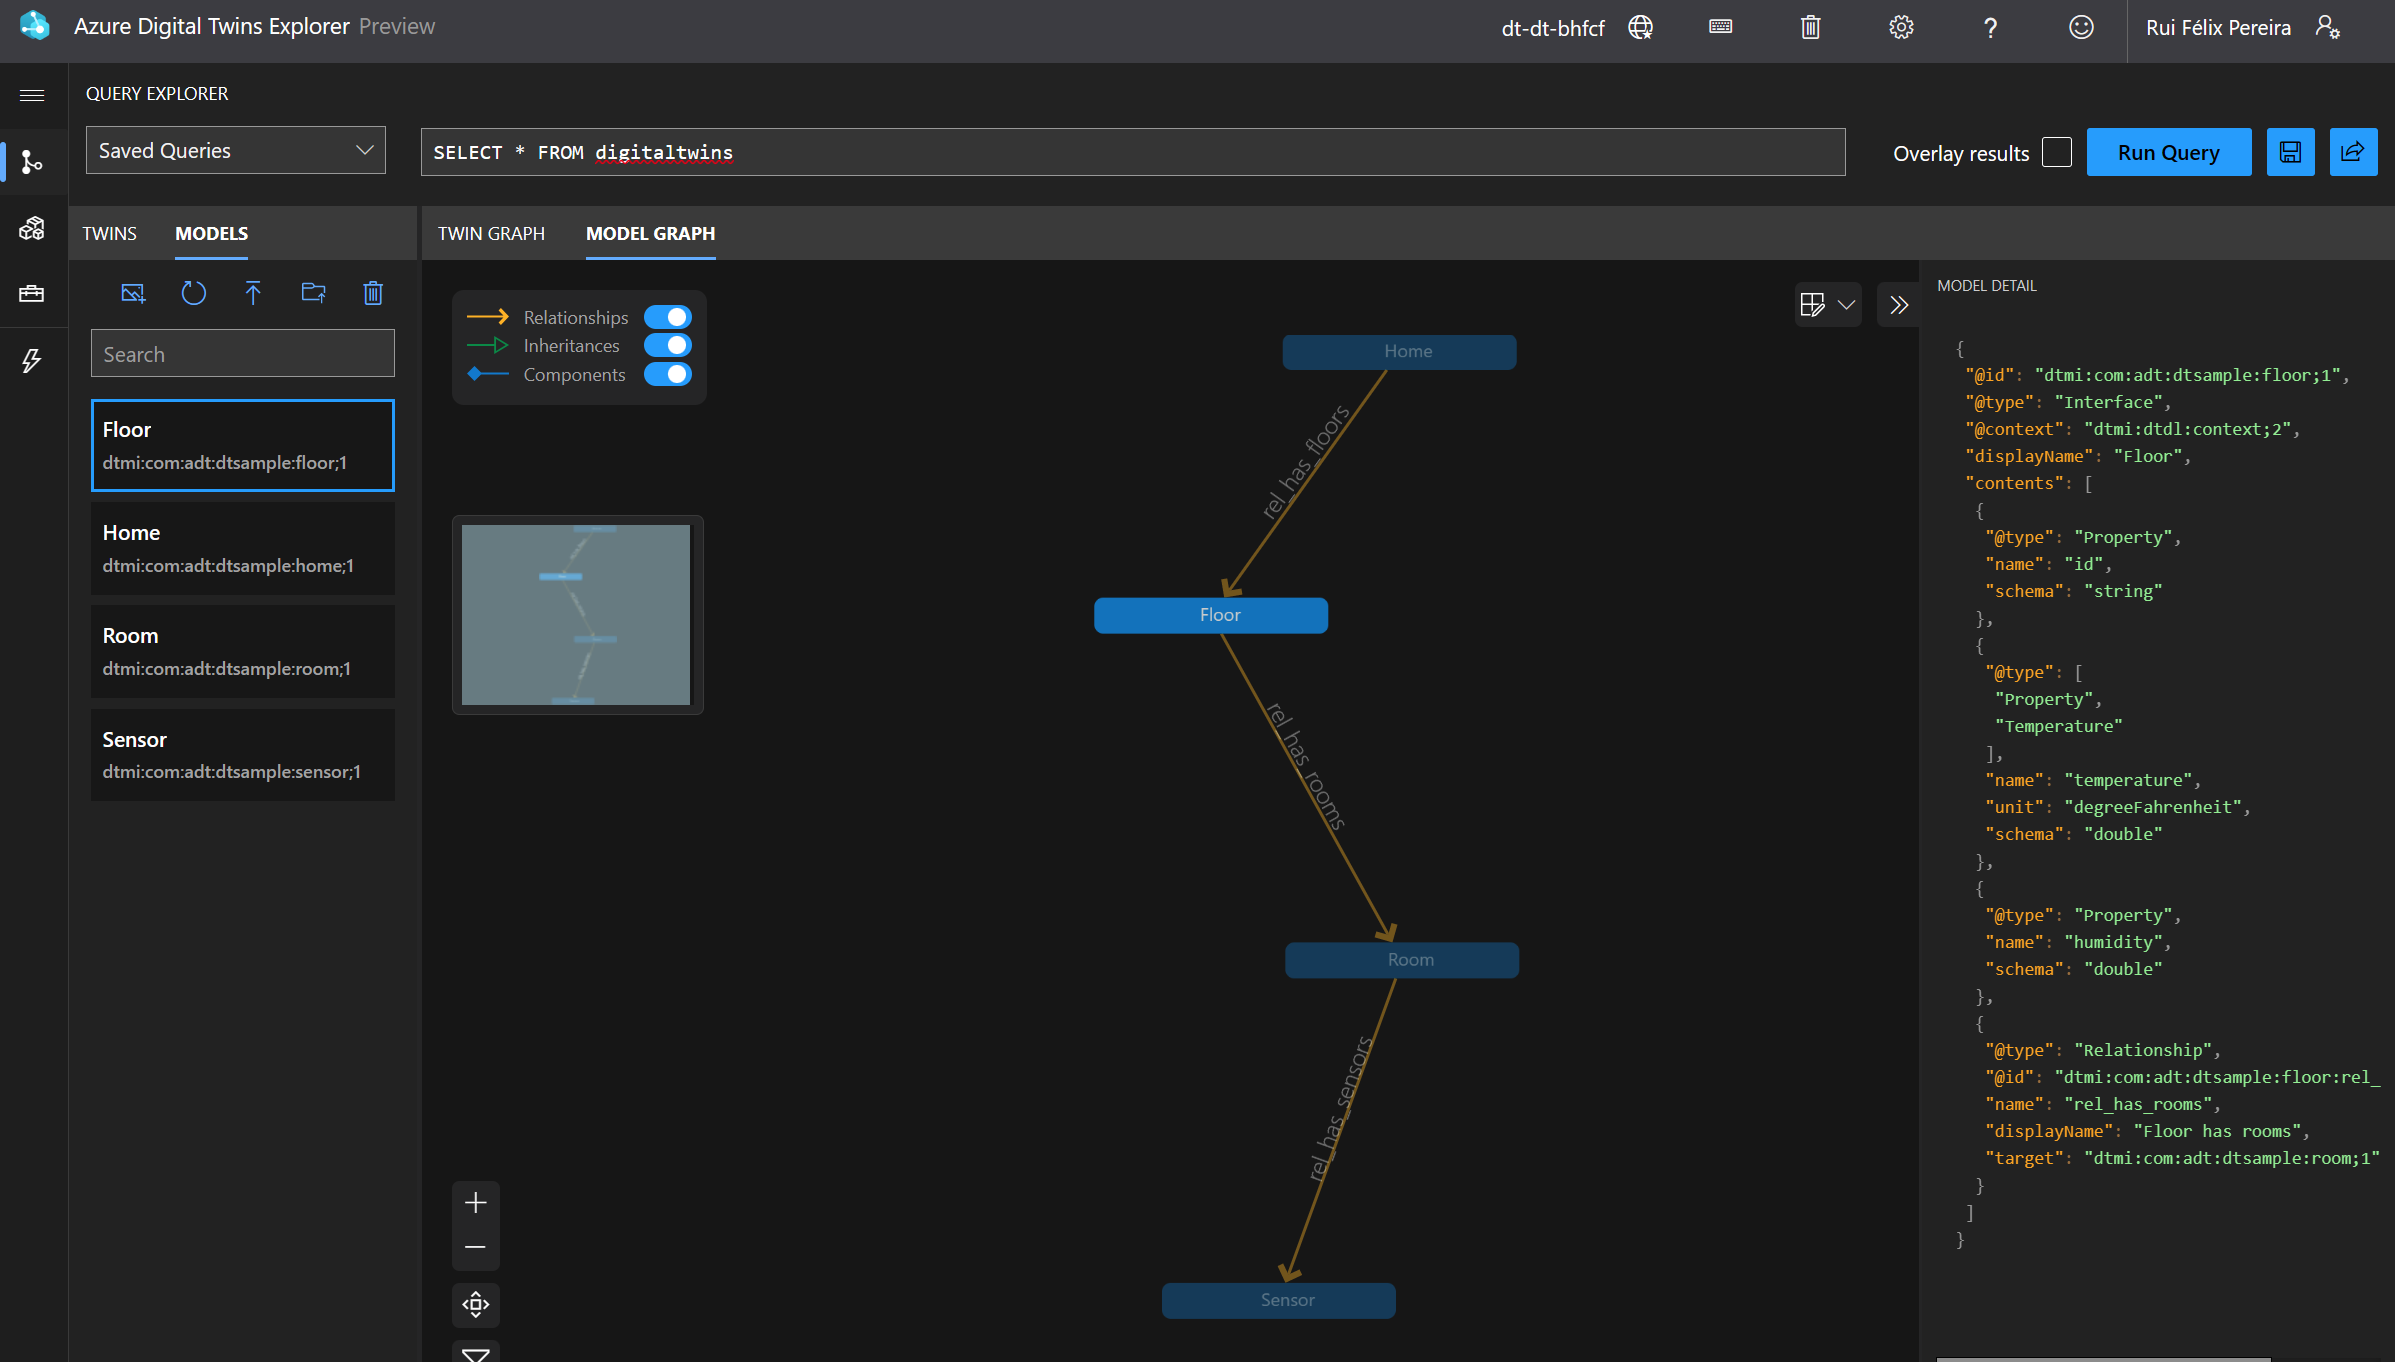 Azure Digital Twins Explorer Preview
dt-dt-bhfcf
Rui Félix Pereira
QUERY EXPLORER
Saved Queries
SELECT * FROM digitaltwins
Overlay results
Run Query
TWINS
MODELS
TWIN GRAPH
MODEL GRAPH
Search
Floor
dtmi:com:adt:dtsample:floor;1
Home
dtmi:com:adt:dtsample:home;1
Room
dtmi:com:adt:dtsample:room;1
Sensor
dtmi:com:adt:dtsample:sensor;1
Relationships
Inheritances
Components
Home
rel_has_floors
Floor
rel_has_rooms
Room
rel_has_sensors
Sensor
MODEL DETAIL
{
"@id": "dtmi:com:adt:dtsample:floor;1",
"@type": "Interface",
"@context": "dtmi:dtdl:context;2",
"displayName": "Floor",
"contents": [
{
"@type": "Property",
"name": "id",
"schema": "string"
},
{
"@type": [
"Property",
"Temperature"
],
"name": "temperature",
"unit": "degreeFahrenheit",
"schema": "double"
},
{
"@type": "Property",
"name": "humidity",
"schema": "double"
},
{
"@type": "Relationship",
"@id": "dtmi:com:adt:dtsample:floor:rel_
"name": "rel_has_rooms",
"displayName": "Floor has rooms",
"target": "dtmi:com:adt:dtsample:room;1"
}
]
}